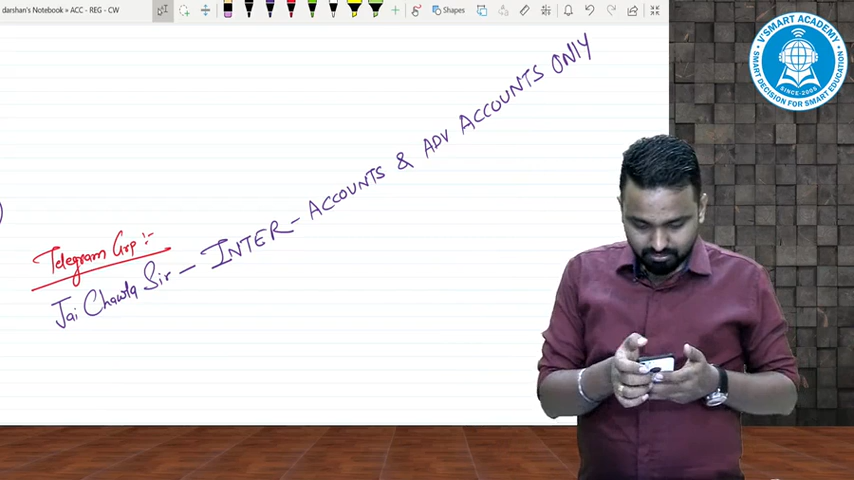 darshan's Notebook » ACC - REG - CW
Shapes
V'SMART ACADEMY
SINCE-2005
SMART DECISION FOR SMART EDUCATION
Telegram Grp :-
Jai Chawla Sir – INTER – ACCOUNTS & ADV ACCOUNTS ONLY